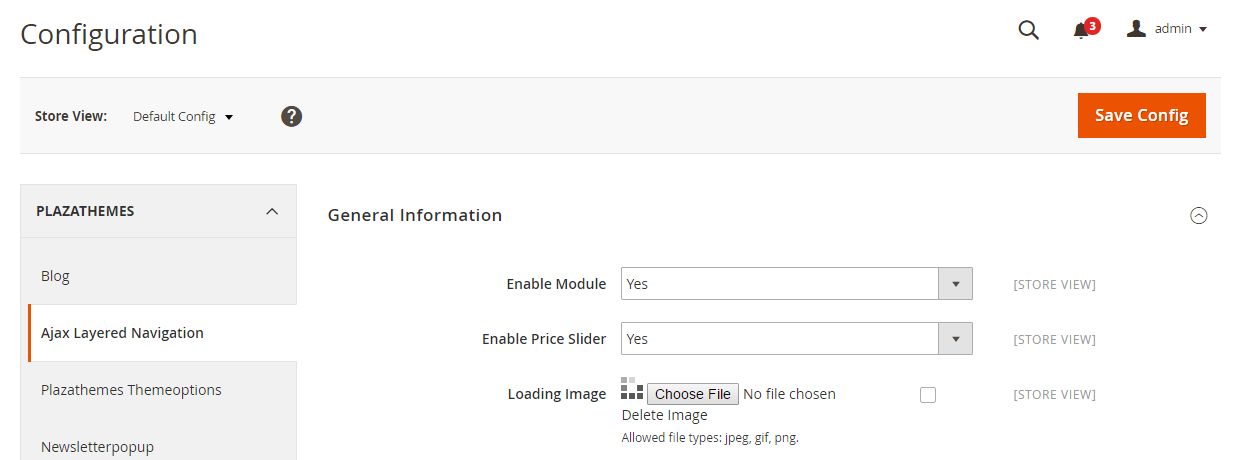 Configuration
3
admin
Store View: Default Config ?
Save Config
PLAZATHEMES
Blog
Ajax Layered Navigation
Plazathemes Themeoptions
Newsletterpopup
General Information
Enable Module Yes [STORE VIEW]
Enable Price Slider Yes [STORE VIEW]
Loading Image Choose File No file chosen [STORE VIEW]
Delete Image
Allowed file types: jpeg, gif, png.